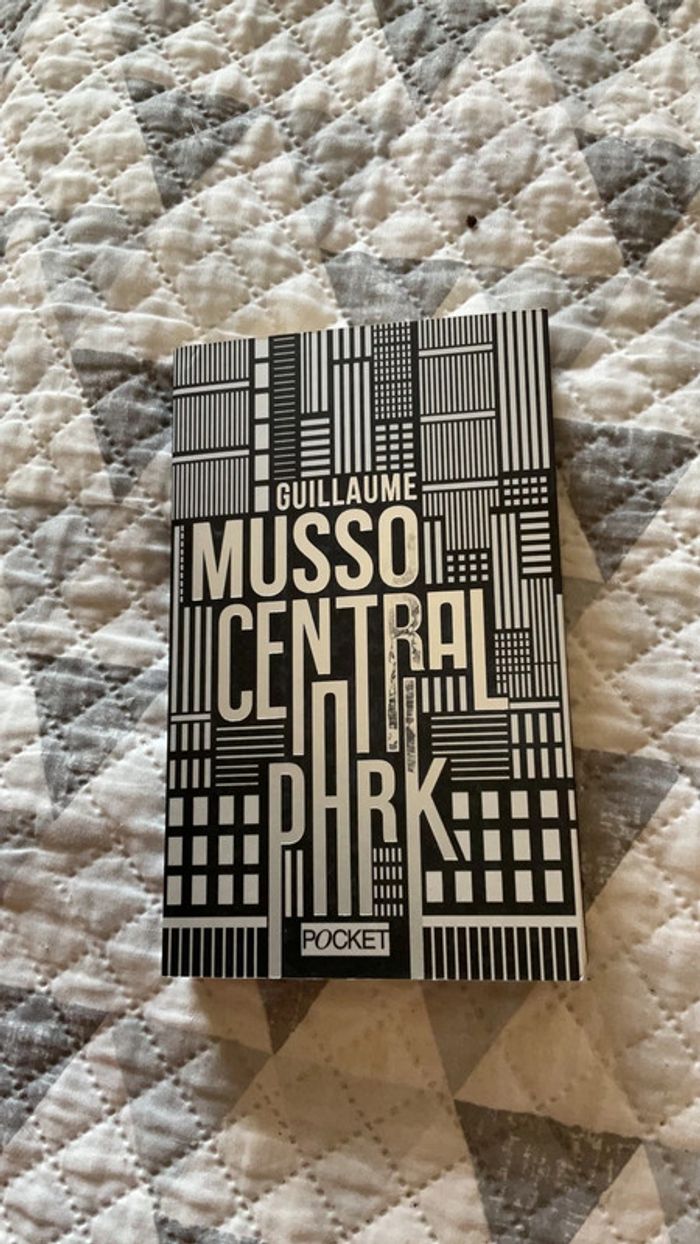 GUILLAUME
MUSSO
CENTRAL
PARK
POCKET